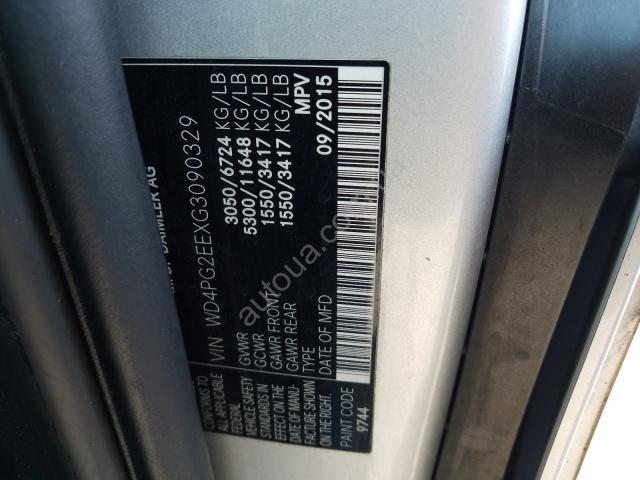 MFD. DAIMLER AG
VIN WD4PG2EEXG3090329
GVWR 3050/6724 KG/LB
GCWR 5300/11648 KG/LB
GAWR FRONT 1550/3417 KG/LB
GAWR REAR 1550/3417 KG/LB
TYPE MPV
DATE OF MFD 09/2015
CONFORMS TO
ALL APPLICABLE
FEDERAL
VEHICLE SAFETY
STANDARDS IN
EFFECT ON THE
DATE OF MANU-
FACTURE SHOWN
ON THE RIGHT.
PAINT CODE
9744
autoua.com.ua